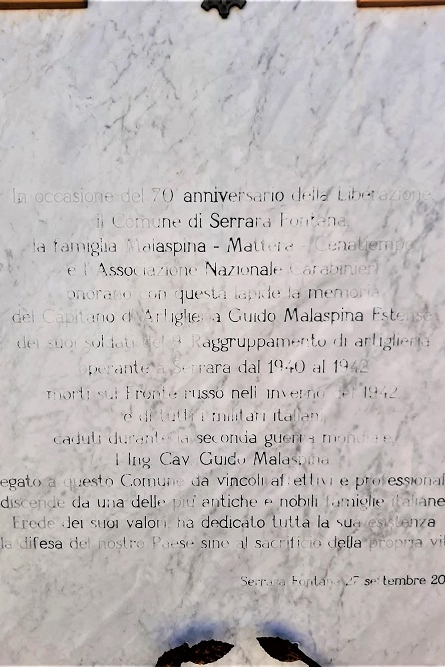 In occasione del 70 anniversario della Liberazione
il Comune di Serrara Fontana,
la famiglia Malaspina - Mattera - Cenatiempo
e l'Associazione Nazionale Carabinieri
onorano con questa lapide la memoria
del Capitano d'Artiglieria Guido Malaspina Estense
dei suoi soldati del Raggruppamento di artiglieria
operante a Serrara dal 1940 al 1942
morti sul Fronte russo nell inverno del 1942
e di tutti i militari italiani
caduti durante la seconda guerra mondiale.
l Ing Cav Guido Malaspina
legato a questo Comune da vincoli affettivi e professional
discende da una delle piu' antiche e nobili famiglie italiane
Erede dei suoi valori, ha dedicato tutta la sua esistenza
la difesa del nostro Paese sino al sacrificio della propria vit
Serrara Fontana 27 settembre 20